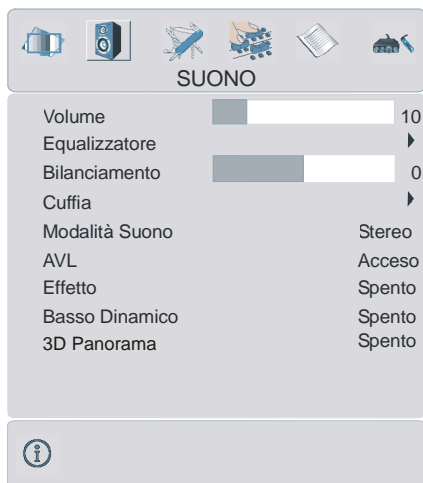 SUONO
Volume 10
Equalizzatore
Bilanciamento 0
Cuffia
Modalità Suono Stereo
AVL Acceso
Effetto Spento
Basso Dinamico Spento
3D Panorama Spento